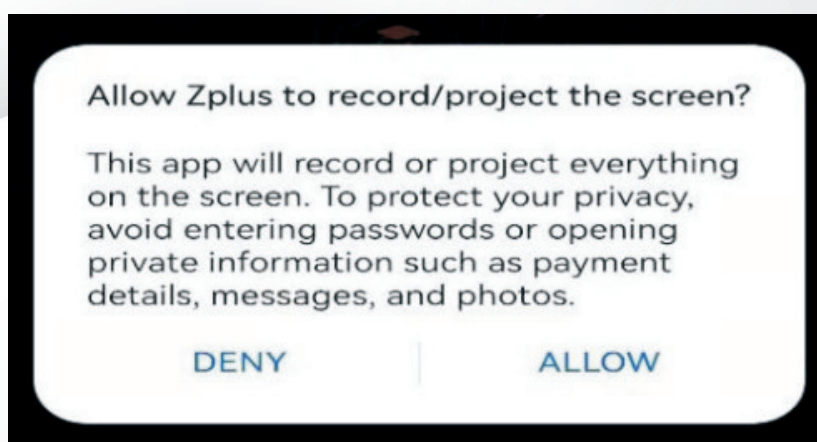 Allow Zplus to record/project the screen?
This app will record or project everything
on the screen. To protect your privacy,
avoid entering passwords or opening
private information such as payment
details, messages, and photos.
DENY
ALLOW